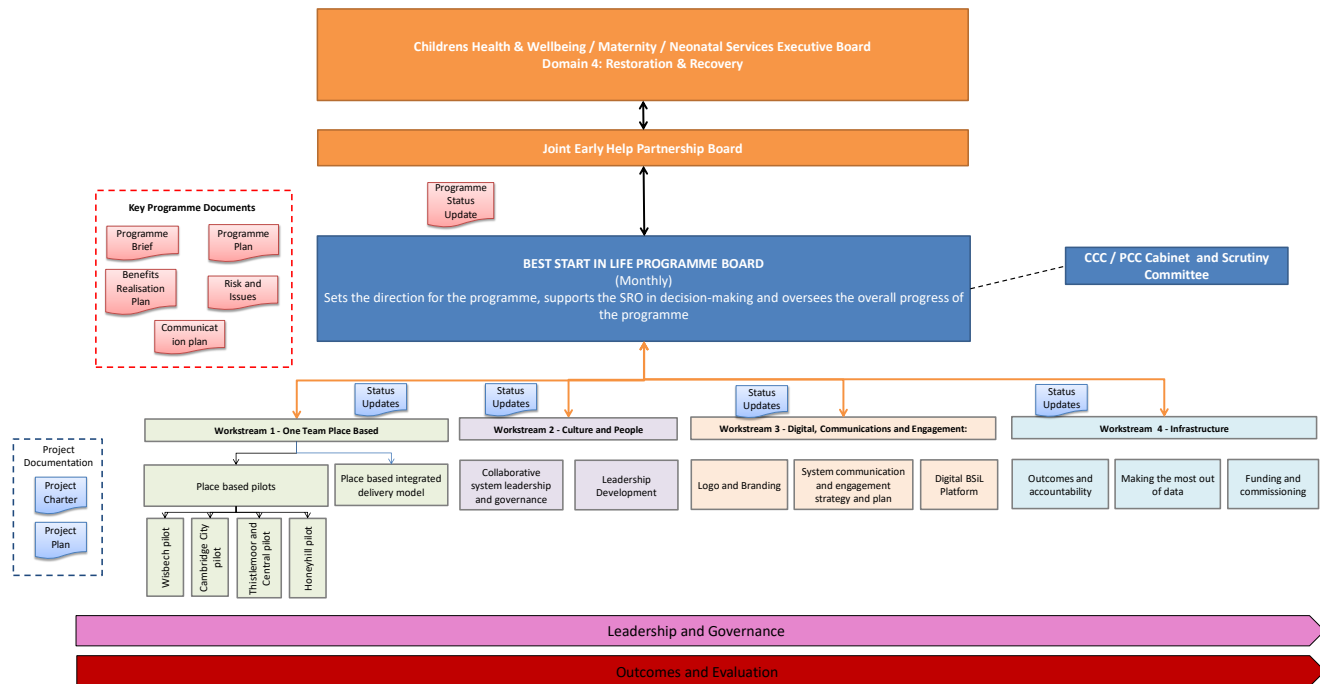 Childrens Health & Wellbeing / Maternity / Neonatal Services Executive Board
Domain 4: Restoration & Recovery
Joint Early Help Partnership Board
Programme
Status
Update
Key Programme Documents
Programme
Brief
Programme
Plan
Benefits
Realisation
Plan
Risk and
Issues
Communicat
ion plan
BEST START IN LIFE PROGRAMME BOARD
(Monthly)
Sets the direction for the programme, supports the SRO in decision-making and oversees the overall progress of
the programme
CCC / PCC Cabinet and Scrutiny
Committee
Status
Updates
Status
Updates
Status
Updates
Status
Updates
Workstream 1 - One Team Place Based
Workstream 2 - Culture and People
Workstream 3 - Digital, Communications and Engagement:
Workstream 4 - Infrastructure
Project
Documentation
Project
Charter
Project
Plan
Place based pilots
Place based integrated
delivery model
Collaborative
system leadership
and governance
Leadership
Development
Logo and Branding
System communication
and engagement
strategy and plan
Digital BSiL
Platform
Outcomes and
accountability
Making the most out
of data
Funding and
commissioning
Wisbech pilot
Cambridge City
pilot
Thistlemoor and
Central pilot
Honeyhill pilot
Leadership and Governance
Outcomes and Evaluation